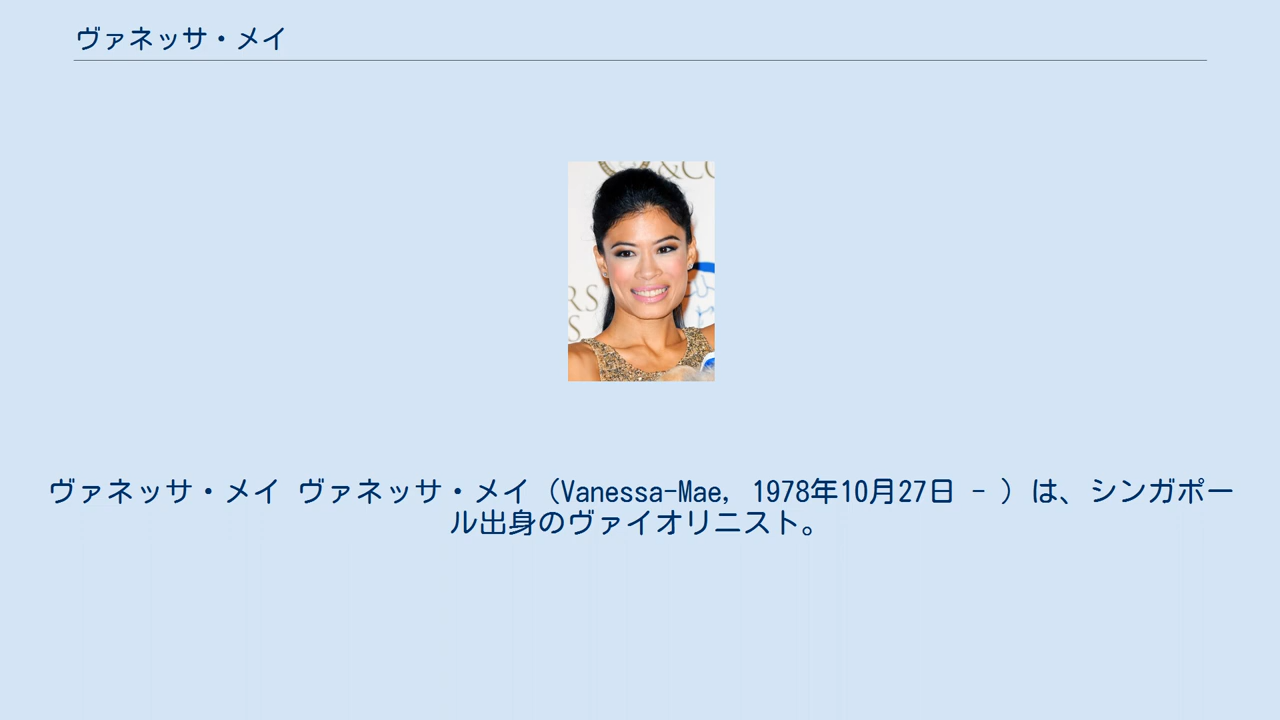 ヴァネッサ・メイ
&CO
RS
S
ヴァネッサ・メイ ヴァネッサ・メイ（Vanessa-Mae, 1978年10月27日 - ）は、シンガポー
ル出身のヴァイオリニスト。